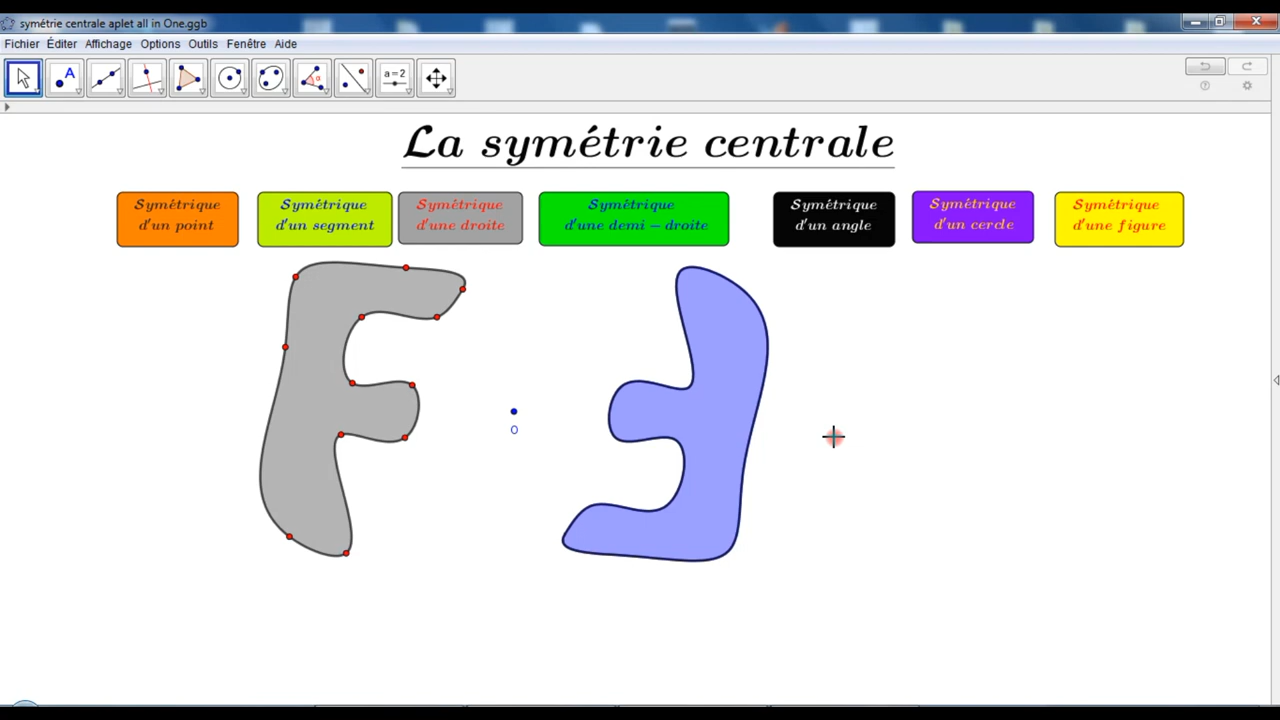 symétrie centrale aplet all in One.ggb
Fichier Éditer Affichage Options Outils Fenêtre Aide
A
α
a=2
La symétrie centrale
Symétrique
d'un point
Symétrique
d'un segment
Symétrique
d'une droite
Symétrique
d'une demi – droite
Symétrique
d'un angle
Symétrique
d'un cercle
Symétrique
d'une figure
O